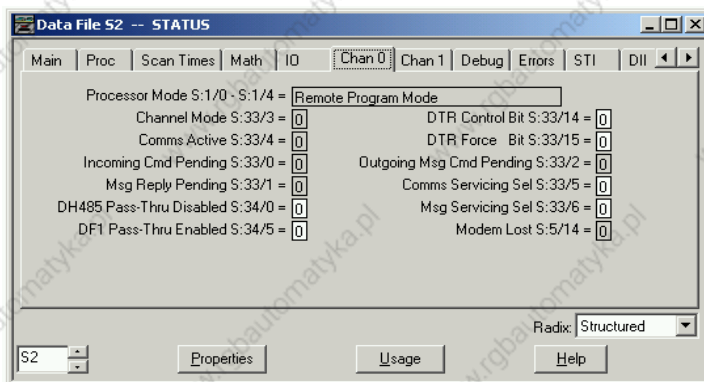 Data File S2 -- STATUS
Main Proc Scan Times Math IO Chan 0 Chan 1 Debug Errors STI DII
Processor Mode S:1/0 - S:1/4 = Remote Program Mode
Channel Mode S:33/3 = 0 DTR Control Bit S:33/14 = 0
Comms Active S:33/4 = 0 DTR Force Bit S:33/15 = 0
Incoming Cmd Pending S:33/0 = 0 Outgoing Msg Cmd Pending S:33/2 = 0
Msg Reply Pending S:33/1 = 0 Comms Servicing Sel S:33/5 = 0
DH485 Pass-Thru Disabled S:34/0 = 0 Msg Servicing Sel S:33/6 = 0
DF1 Pass-Thru Enabled S:34/5 = 0 Modem Lost S:5/14 = 0
Radix: Structured
S2 Properties Usage Help
www.rgbautomatyka.pl